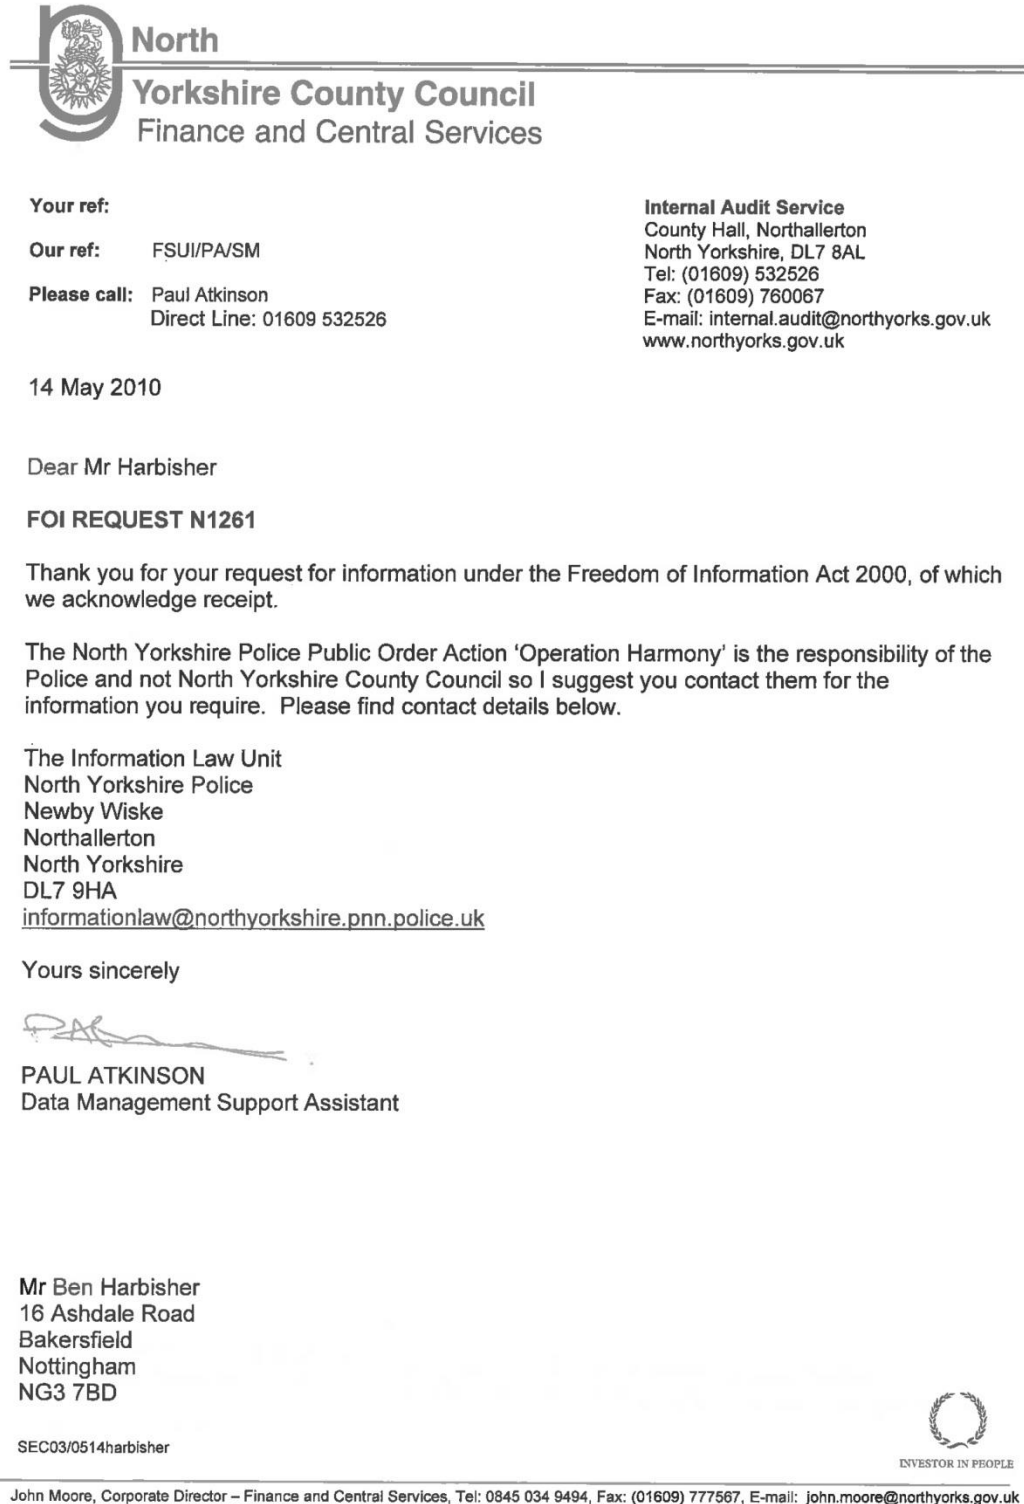 North
Yorkshire County Council
Finance and Central Services
Your ref:
Our ref: FSUI/PA/SM
Please call: Paul Atkinson
Direct Line: 01609 532526
Internal Audit Service
County Hall, Northallerton
North Yorkshire, DL7 8AL
Tel: (01609) 532526
Fax: (01609) 760067
E-mail: internal.audit@northyorks.gov.uk
www.northyorks.gov.uk
14 May 2010
Dear Mr Harbisher
FOI REQUEST N1261
Thank you for your request for information under the Freedom of Information Act 2000, of which
we acknowledge receipt.
The North Yorkshire Police Public Order Action ‘Operation Harmony’ is the responsibility of the
Police and not North Yorkshire County Council so I suggest you contact them for the
information you require. Please find contact details below.
The Information Law Unit
North Yorkshire Police
Newby Wiske
Northallerton
North Yorkshire
DL7 9HA
informationlaw@northyorkshire.pnn.police.uk
Yours sincerely
PAUL ATKINSON
Data Management Support Assistant
Mr Ben Harbisher
16 Ashdale Road
Bakersfield
Nottingham
NG3 7BD
SEC03/0514harbisher
INVESTOR IN PEOPLE
John Moore, Corporate Director – Finance and Central Services, Tel: 0845 034 9494, Fax: (01609) 777567, E-mail: john.moore@northyorks.gov.uk